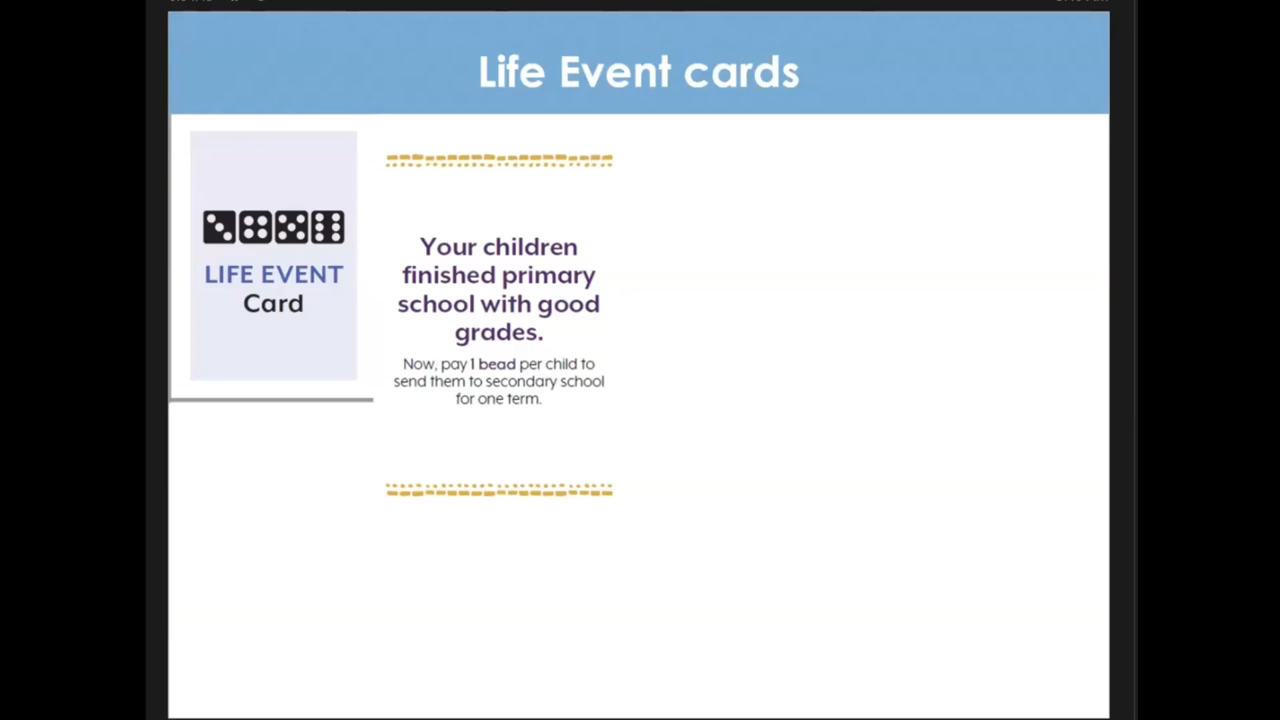 Life Event cards
LIFE EVENT
Card
Your children
finished primary
school with good
grades.
Now, pay 1 bead per child to
send them to secondary school
for one term.